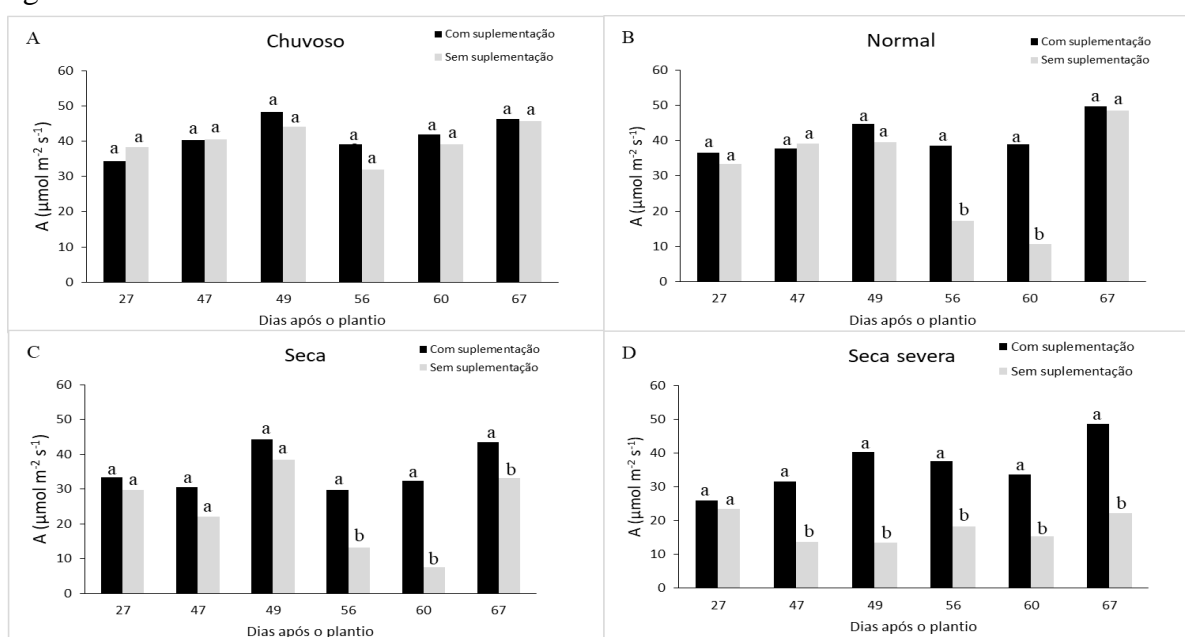 A
Chuvoso
Com suplementação
Sem suplementação
A (µmol m⁻² s⁻¹)
60
50
40
30
20
10
0
a a a a a a a a a a a a
27 47 49 56 60 67
Dias após o plantio
B
Normal
Com suplementação
Sem suplementação
A (µmol m⁻² s⁻¹)
60
50
40
30
20
10
0
a a a a a a a b a b a a
27 47 49 56 60 67
Dias após o plantio
C
Seca
Com suplementação
Sem suplementação
A (µmol m⁻² s⁻¹)
60
50
40
30
20
10
0
a a a a a a a b a b a b
27 47 49 56 60 67
Dias após o plantio
D
Seca severa
Com suplementação
Sem suplementação
A (µmol m⁻² s⁻¹)
60
50
40
30
20
10
0
a a a b a b a b a b a b
27 47 49 56 60 67
Dias após o plantio